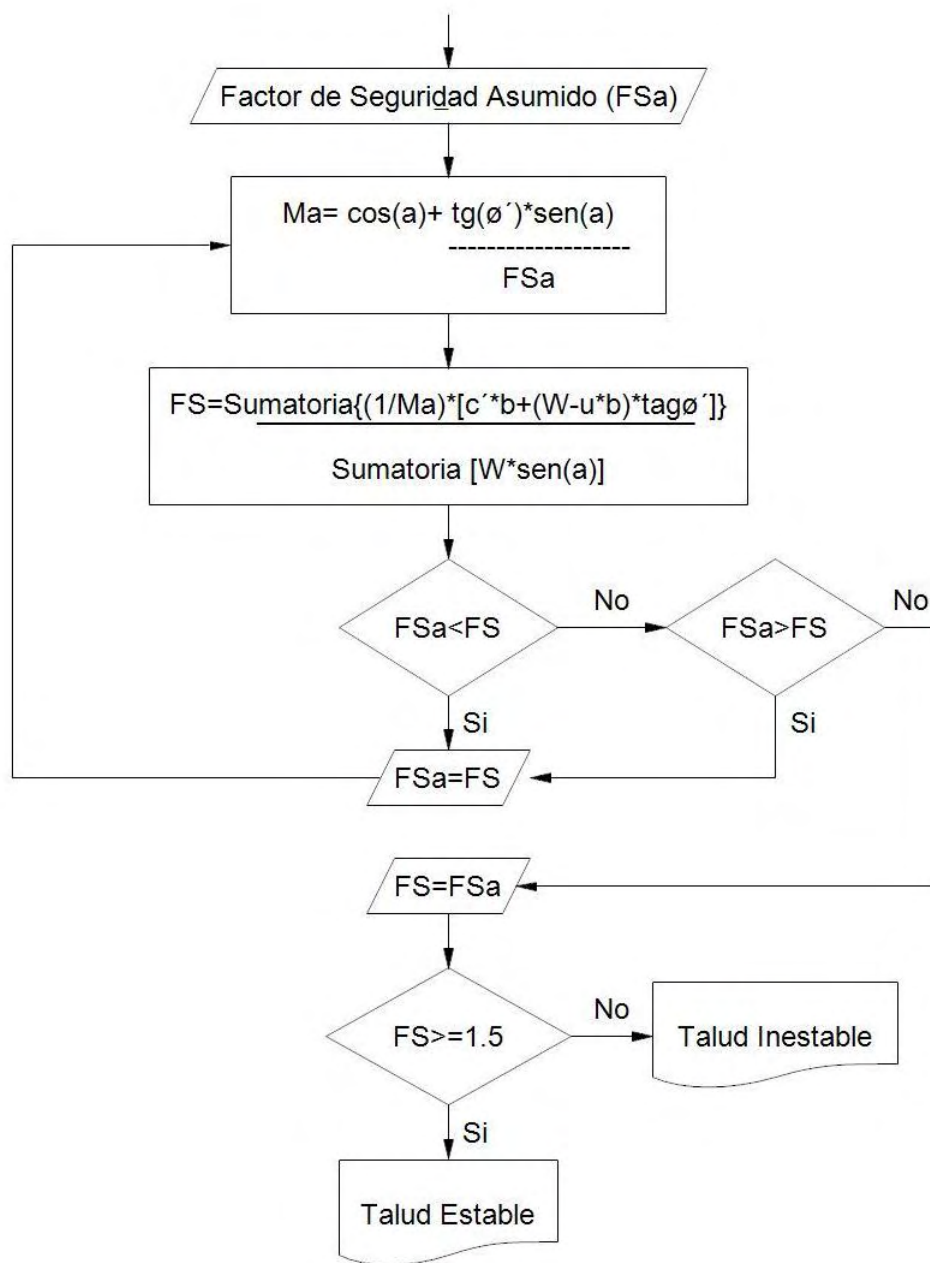 Factor de Seguridad Asumido (FSa)
Ma= cos(a)+ tg(ø´)*sen(a)
--------------------
FSa
FS=Sumatoria{(1/Ma)*[c´*b+(W-u*b)*tagø´]}
Sumatoria [W*sen(a)]
FSa<FS
No
FSa>FS
No
Si
Si
FSa=FS
FS=FSa
FS>=1.5
No
Talud Inestable
Si
Talud Estable